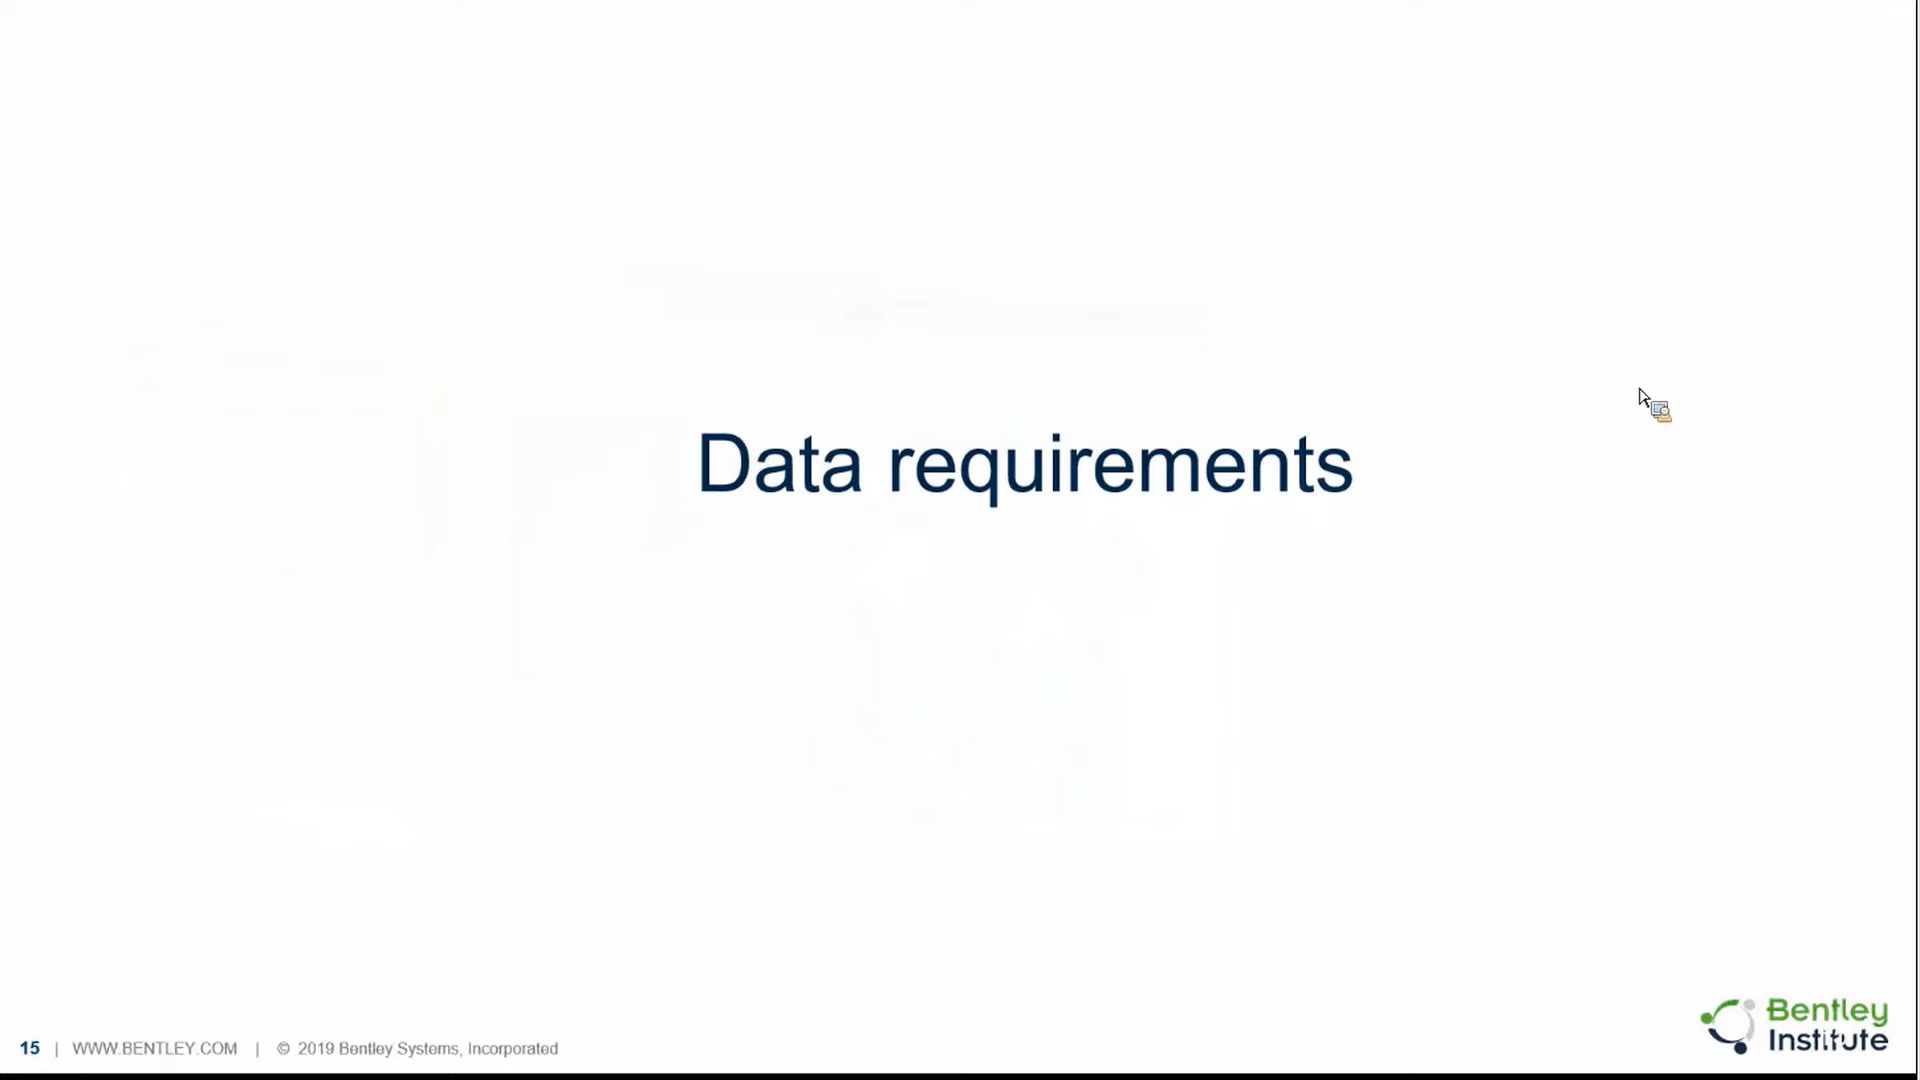 Data requirements
15 | WWW.BENTLEY.COM | © 2019 Bentley Systems, Incorporated
Bentley
Institute